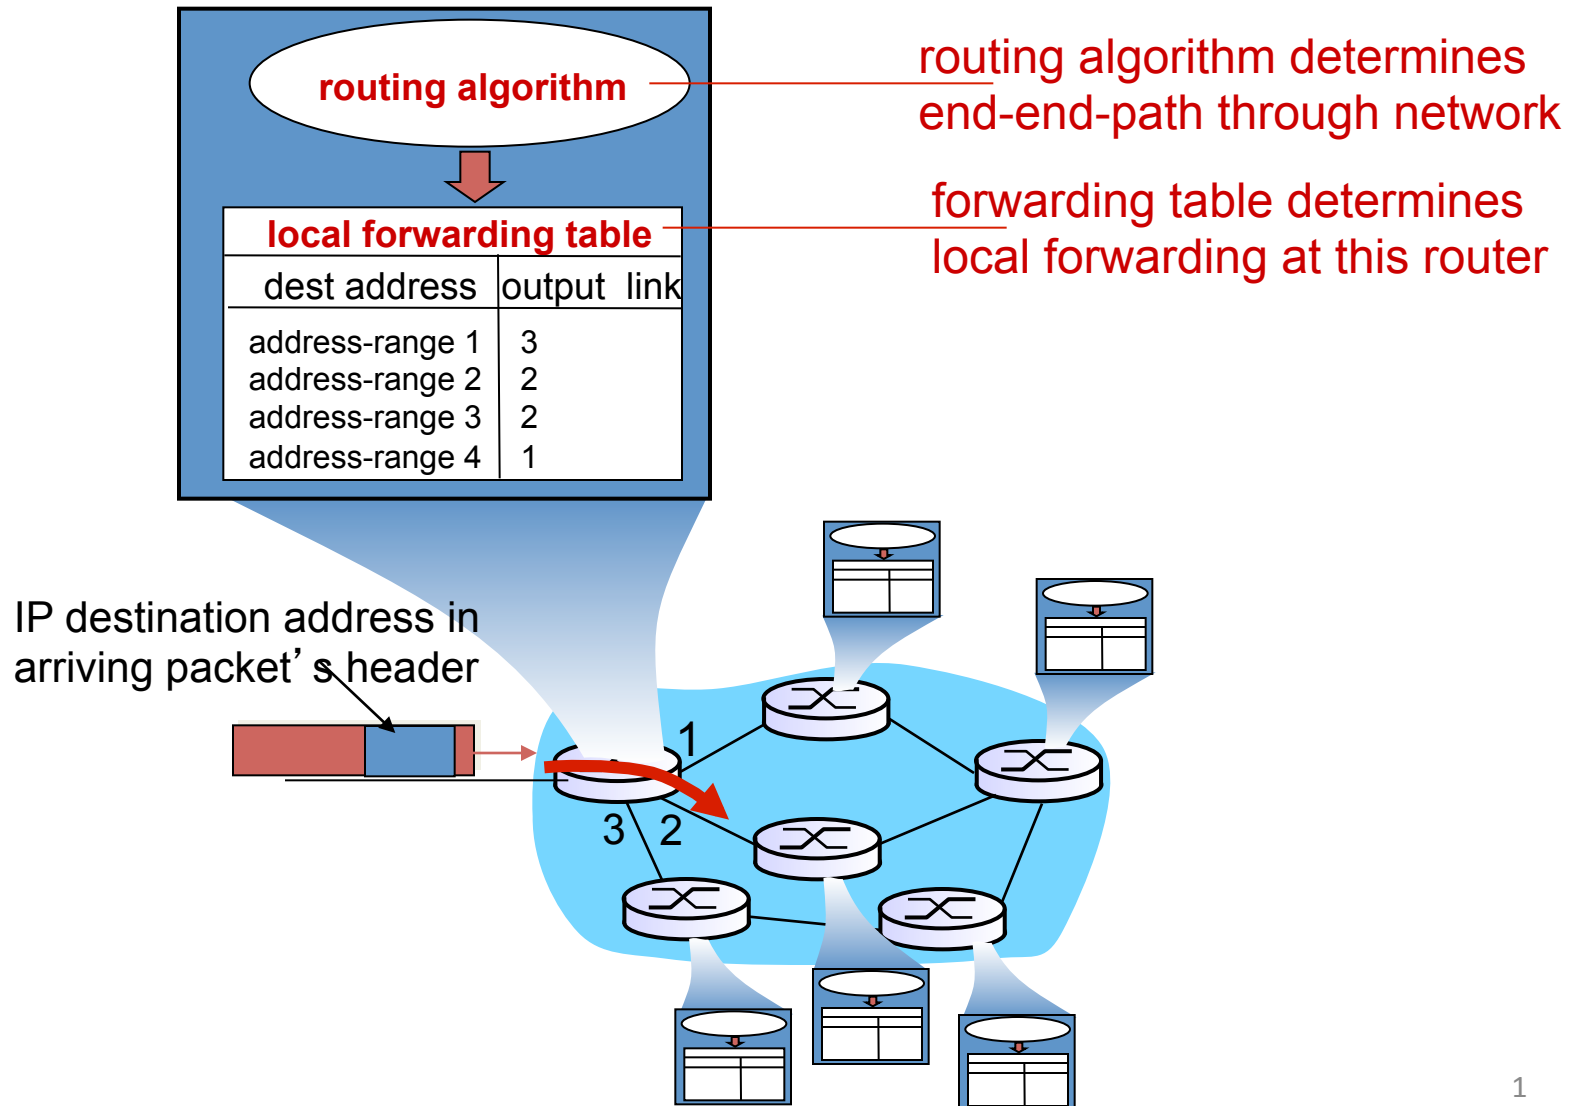 routing algorithm
routing algorithm determines
end-end-path through network
forwarding table determines
local forwarding at this router
local forwarding table
dest address output link
address-range 1 3
address-range 2 2
address-range 3 2
address-range 4 1
IP destination address in
arriving packet’s header
1
3 2
1